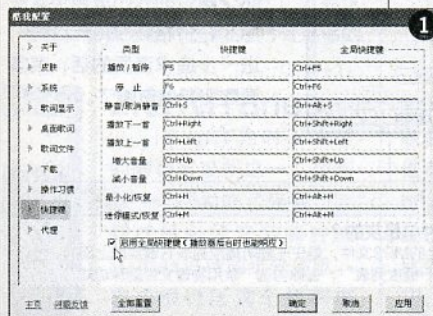 酷我配置
1
关于
皮肤
系统
歌词显示
桌面歌词
歌词文件
下载
操作习惯
快捷键
代理
类型 快捷键 全局快捷键
播放/暂停 F5 Ctrl+F5
停 止 F6 Ctrl+F6
静音/取消静音 Ctrl+S Ctrl+Alt+S
播放下一首 Ctrl+Right Ctrl+Shift+Right
播放上一首 Ctrl+Left Ctrl+Shift+Left
增大音量 Ctrl+Up Ctrl+Shift+Up
减小音量 Ctrl+Down Ctrl+Shift+Down
最小化/恢复 Ctrl+H Ctrl+Alt+H
迷你模式/恢复 Ctrl+M Ctrl+Alt+M
启用全局快捷键(播放器后台时也能响应)
主页 问题反馈 全部重置 确定 取消 应用